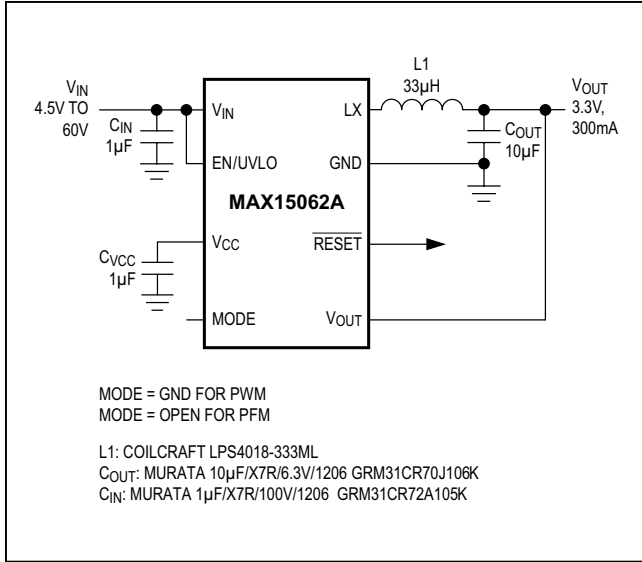 L1
33µH
VIN
4.5V TO
60V
CIN
1µF
VIN
LX
COUT
10µF
VOUT
3.3V,
300mA
EN/UVLO
GND
MAX15062A
CVCC
1µF
VCC
RESET
MODE
VOUT
MODE = GND FOR PWM
MODE = OPEN FOR PFM
L1: COILCRAFT LPS4018-333ML
COUT: MURATA 10µF/X7R/6.3V/1206 GRM31CR70J106K
CIN: MURATA 1µF/X7R/100V/1206 GRM31CR72A105K